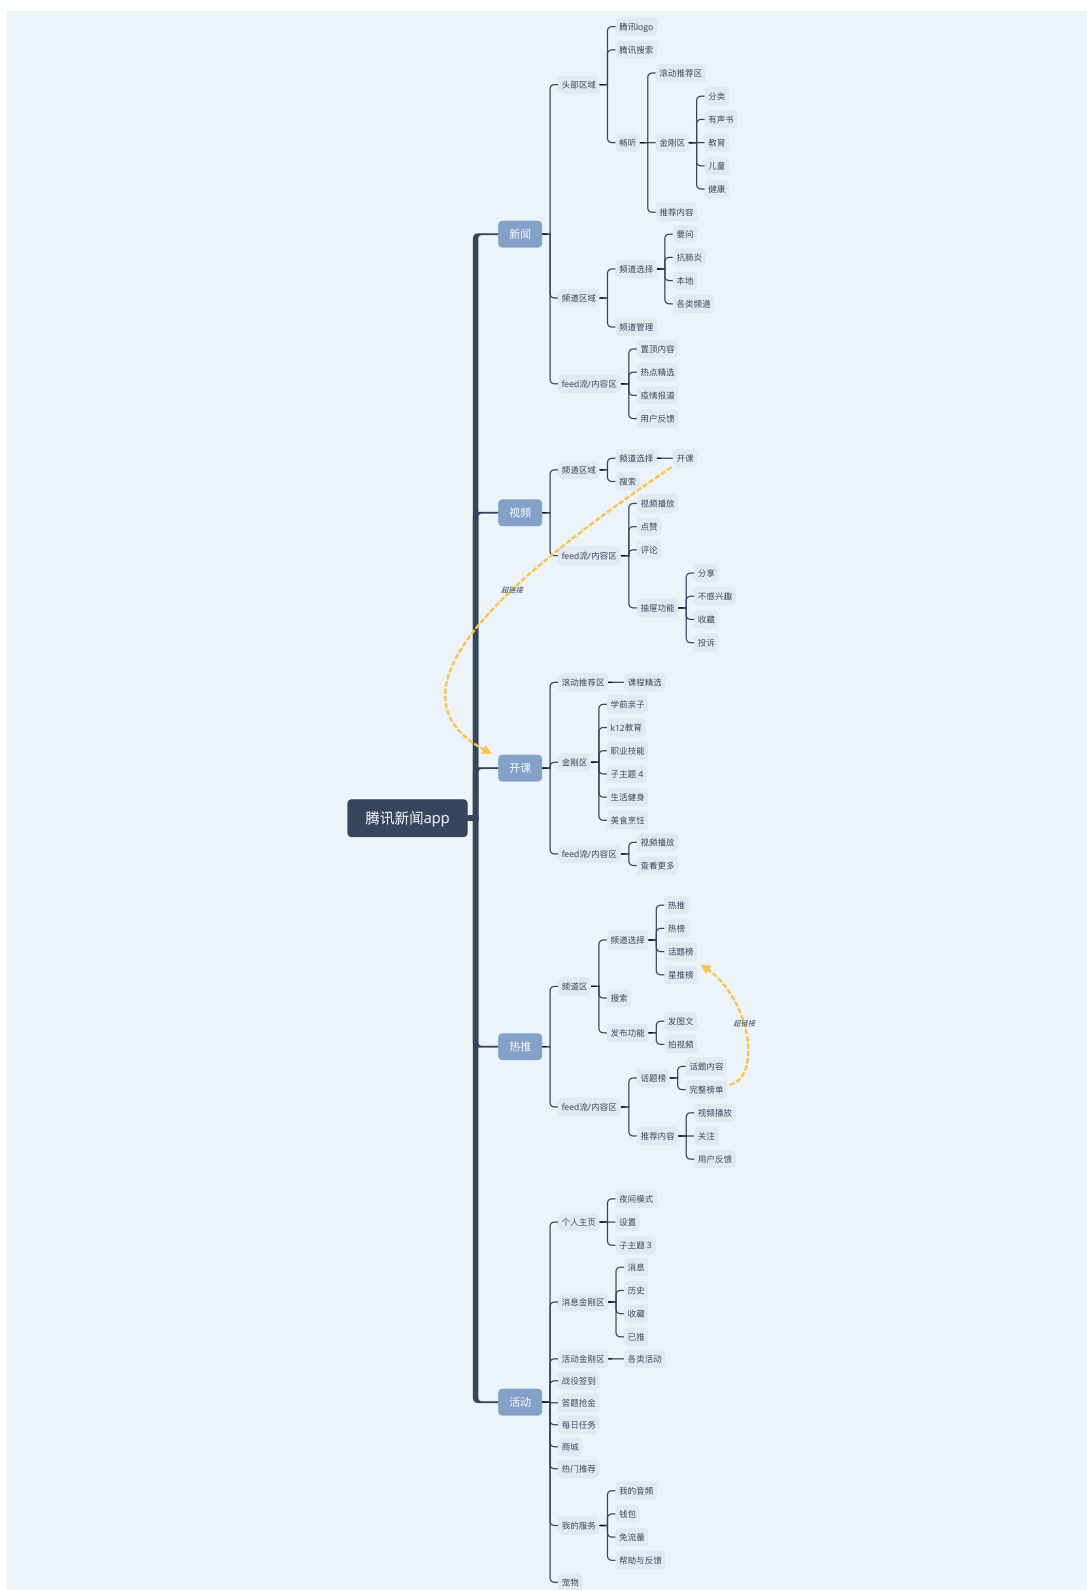 腾讯新闻app
新闻
头部区域
腾讯logo
腾讯搜索
畅听
滚动推荐区
金刚区
分类
有声书
教育
儿童
健康
推荐内容
频道区域
频道选择
要问
抗肺炎
本地
各类频道
频道管理
feed流/内容区
置顶内容
热点精选
疫情报道
用户反馈
视频
频道区域
频道选择
开课
搜索
feed流/内容区
视频播放
点赞
评论
抽屉功能
分享
不感兴趣
收藏
投诉
超链接
开课
滚动推荐区
课程精选
金刚区
学前亲子
k12教育
职业技能
子主题 4
生活健身
美食烹饪
feed流/内容区
视频播放
查看更多
热推
频道区
频道选择
热推
热榜
话题榜
星推榜
搜索
发布功能
发图文
拍视频
超链接
feed流/内容区
话题榜
话题内容
完整榜单
推荐内容
视频播放
关注
用户反馈
活动
个人主页
夜间模式
设置
子主题 3
消息金刚区
消息
历史
收藏
已推
活动金刚区
各类活动
战役签到
答题抢金
每日任务
商城
热门推荐
我的服务
我的音频
钱包
免流量
帮助与反馈
宠物